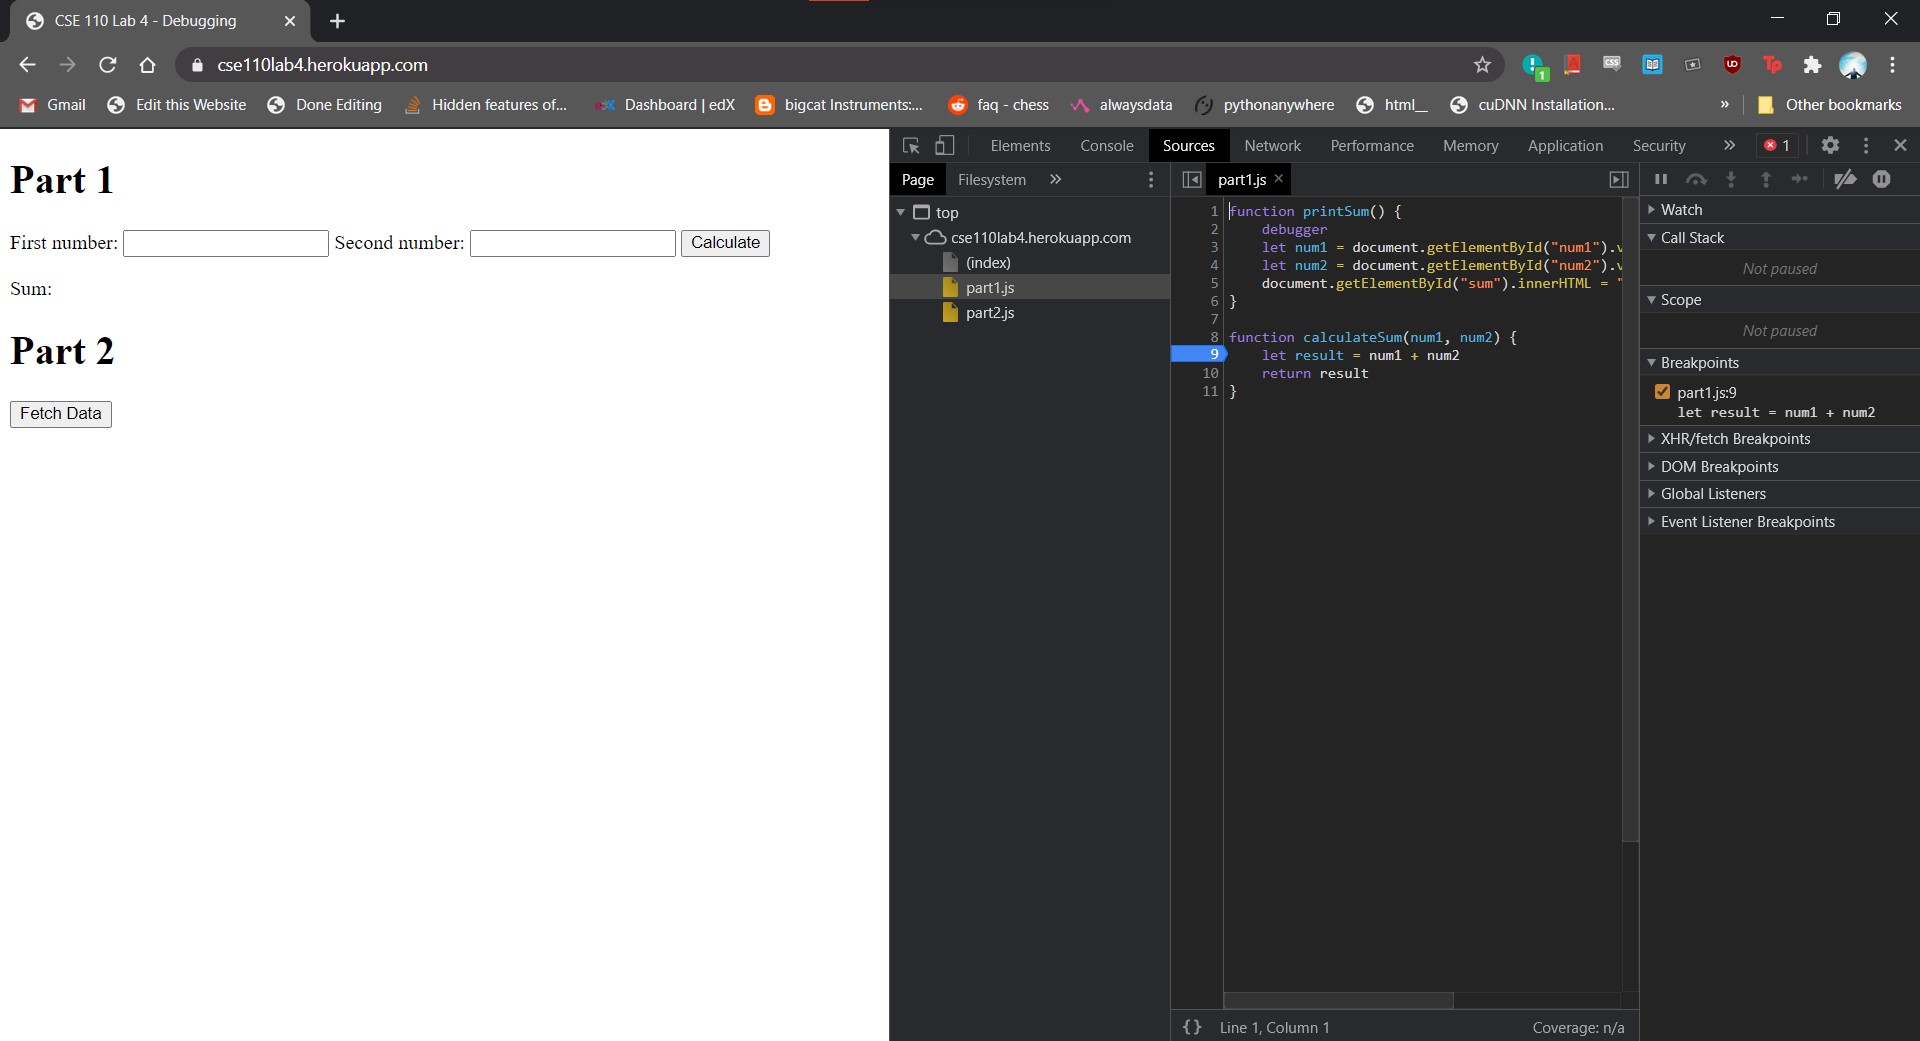 CSE 110 Lab 4 - Debugging
cse110lab4.herokuapp.com
1
Gmail
Edit this Website
Done Editing
Hidden features of...
Dashboard | edX
bigcat Instruments:...
faq - chess
alwaysdata
pythonanywhere
html_
cuDNN Installation...
»
Other bookmarks
Part 1
First number:
Second number:
Calculate
Sum:
Part 2
Fetch Data
Elements
Console
Sources
Network
Performance
Memory
Application
Security
»
1
Page
Filesystem
»
top
cse110lab4.herokuapp.com
(index)
part1.js
part2.js
part1.js
1 function printSum() {
2 debugger
3 let num1 = document.getElementById("num1").v
4 let num2 = document.getElementById("num2").v
5 document.getElementById("sum").innerHTML = "
6 }
7
8 function calculateSum(num1, num2) {
9 let result = num1 + num2
10 return result
11 }
{} Line 1, Column 1
Coverage: n/a
Watch
Call Stack
Not paused
Scope
Not paused
Breakpoints
part1.js:9
let result = num1 + num2
XHR/fetch Breakpoints
DOM Breakpoints
Global Listeners
Event Listener Breakpoints